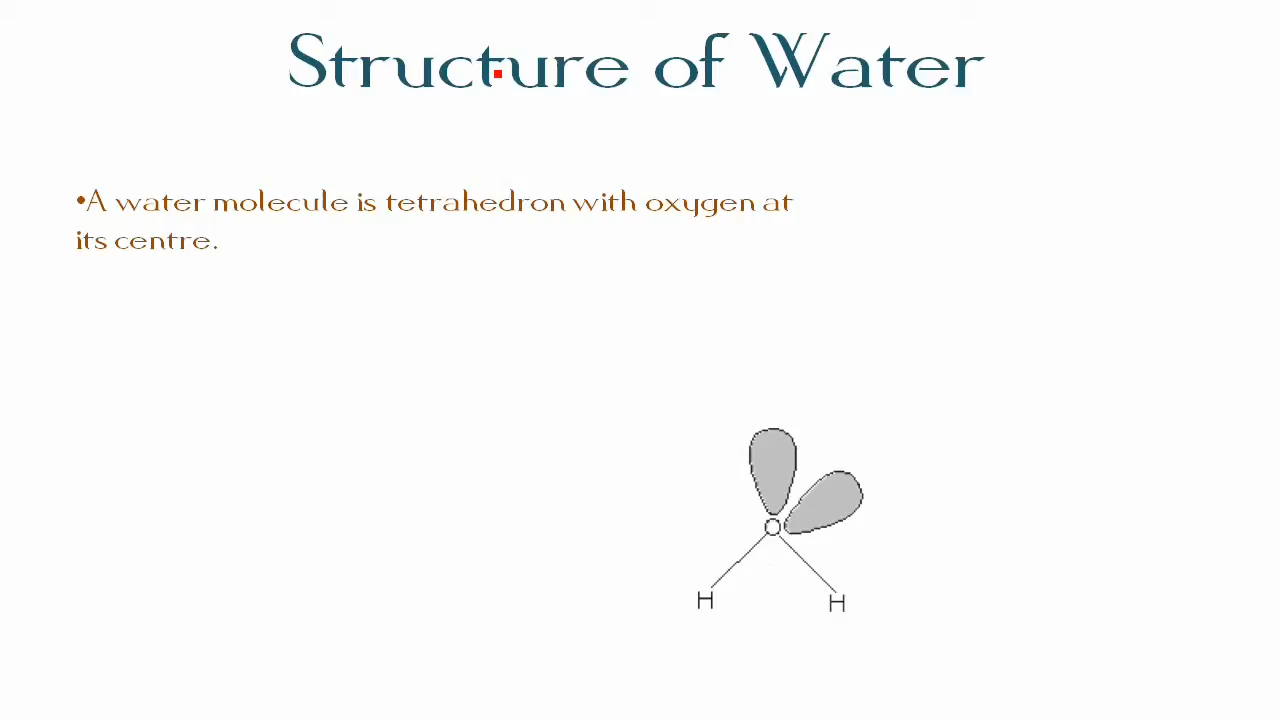 Structure of Water
•A water molecule is tetrahedron with oxygen at
its centre.
O
H H